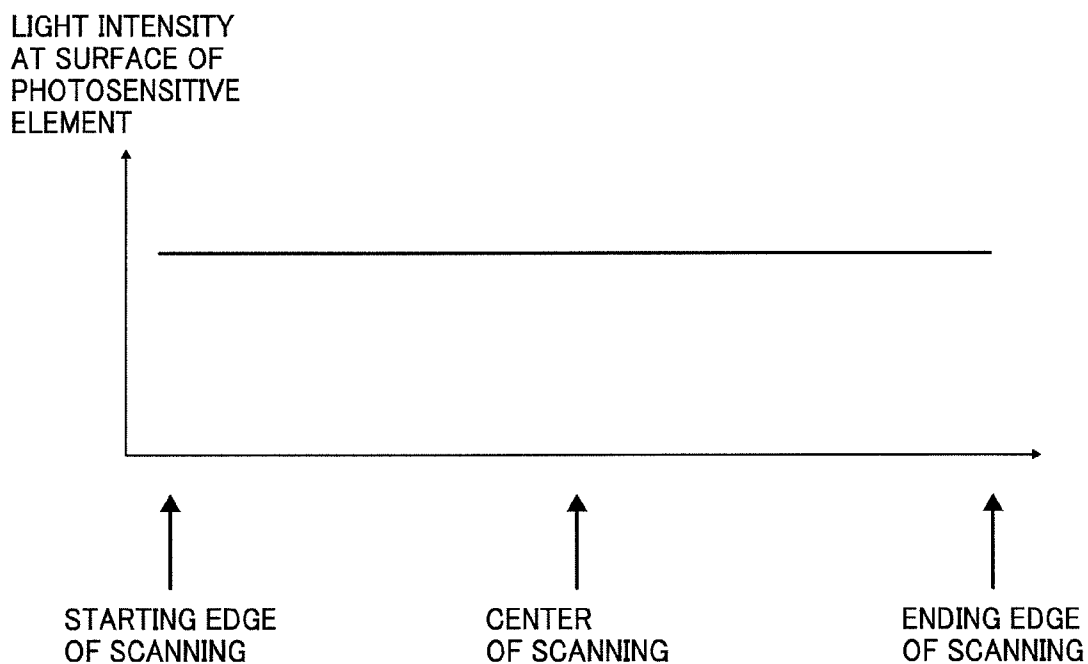 LIGHT INTENSITY
AT SURFACE OF
PHOTOSENSITIVE
ELEMENT
STARTING EDGE
OF SCANNING
CENTER
OF SCANNING
ENDING EDGE
OF SCANNING